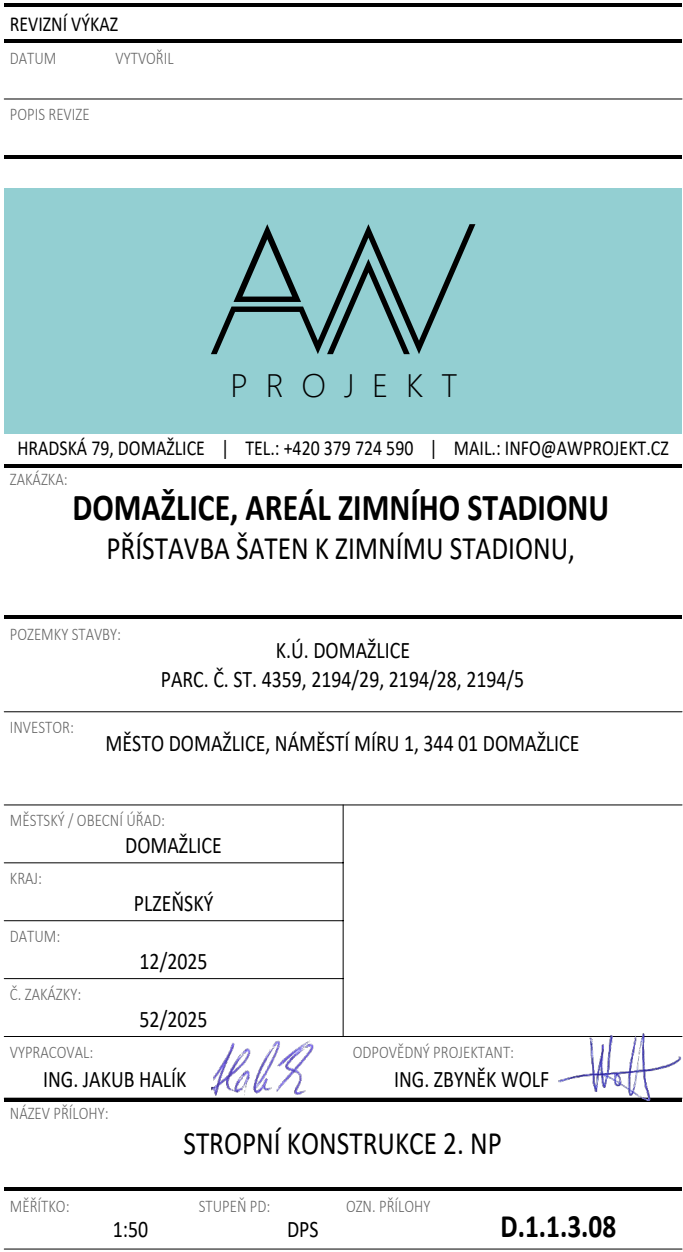 REVIZNÍ VÝKAZ
DATUM VYTVOŘIL
POPIS REVIZE
AW
PROJEKT
HRADSKÁ 79, DOMAŽLICE | TEL.: +420 379 724 590 | MAIL.: INFO@AWPROJEKT.CZ
ZAKÁZKA:
DOMAŽLICE, AREÁL ZIMNÍHO STADIONU
PŘÍSTAVBA ŠATEN K ZIMNÍMU STADIONU,
POZEMKY STAVBY:
K.Ú. DOMAŽLICE
PARC. Č. ST. 4359, 2194/29, 2194/28, 2194/5
INVESTOR:
MĚSTO DOMAŽLICE, NÁMĚSTÍ MÍRU 1, 344 01 DOMAŽLICE
MĚSTSKÝ / OBECNÍ ÚŘAD:
DOMAŽLICE
KRAJ:
PLZEŇSKÝ
DATUM:
12/2025
Č. ZAKÁZKY:
52/2025
VYPRACOVAL: ODPOVĚDNÝ PROJEKTANT:
ING. JAKUB HALÍK Halík ING. ZBYNĚK WOLF Wolf
NÁZEV PŘÍLOHY:
STROPNÍ KONSTRUKCE 2. NP
MĚŘÍTKO: STUPEŇ PD: OZN. PŘÍLOHY
1:50 DPS D.1.1.3.08